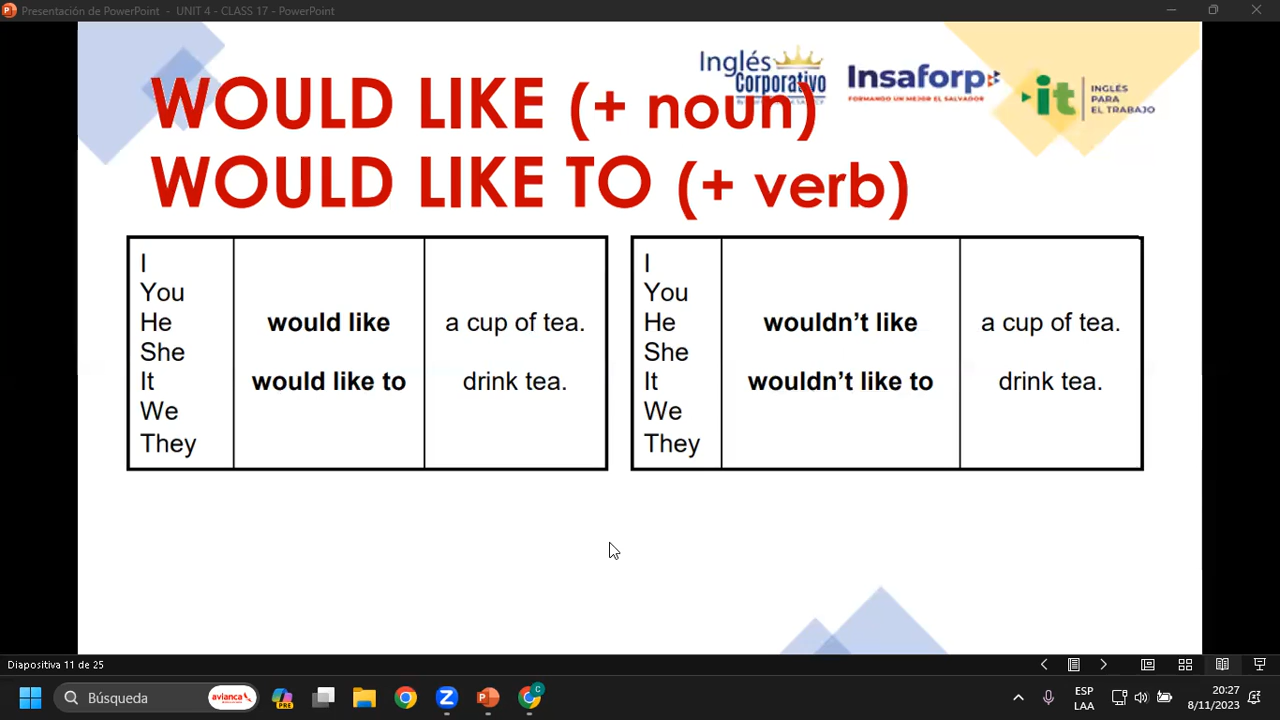 Presentación de PowerPoint - UNIT 4 - CLASS 17 - PowerPoint
Inglés
Corporativo
Insaforp
FORMANDO UN MEJOR EL SALVADOR
it
INGLÉS
PARA
EL TRABAJO
WOULD LIKE (+ noun)
WOULD LIKE TO (+ verb)
I
You
He
She
It
We
They
would like
would like to
a cup of tea.
drink tea.
I
You
He
She
It
We
They
wouldn't like
wouldn't like to
a cup of tea.
drink tea.
Diapositiva 11 de 25
Búsqueda
avianca
PRE
C
ESP
LAA
20:27
8/11/2023